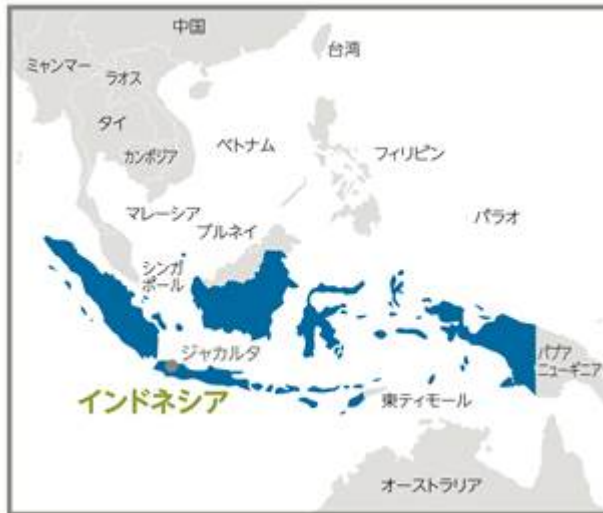 中国
台湾
ミャンマー
ラオス
タイ
カンボジア
ベトナム
フィリピン
マレーシア
ブルネイ
パラオ
シンガ
ポール
ジャカルタ
インドネシア
パプア
ニューギニア
東ティモール
オーストラリア